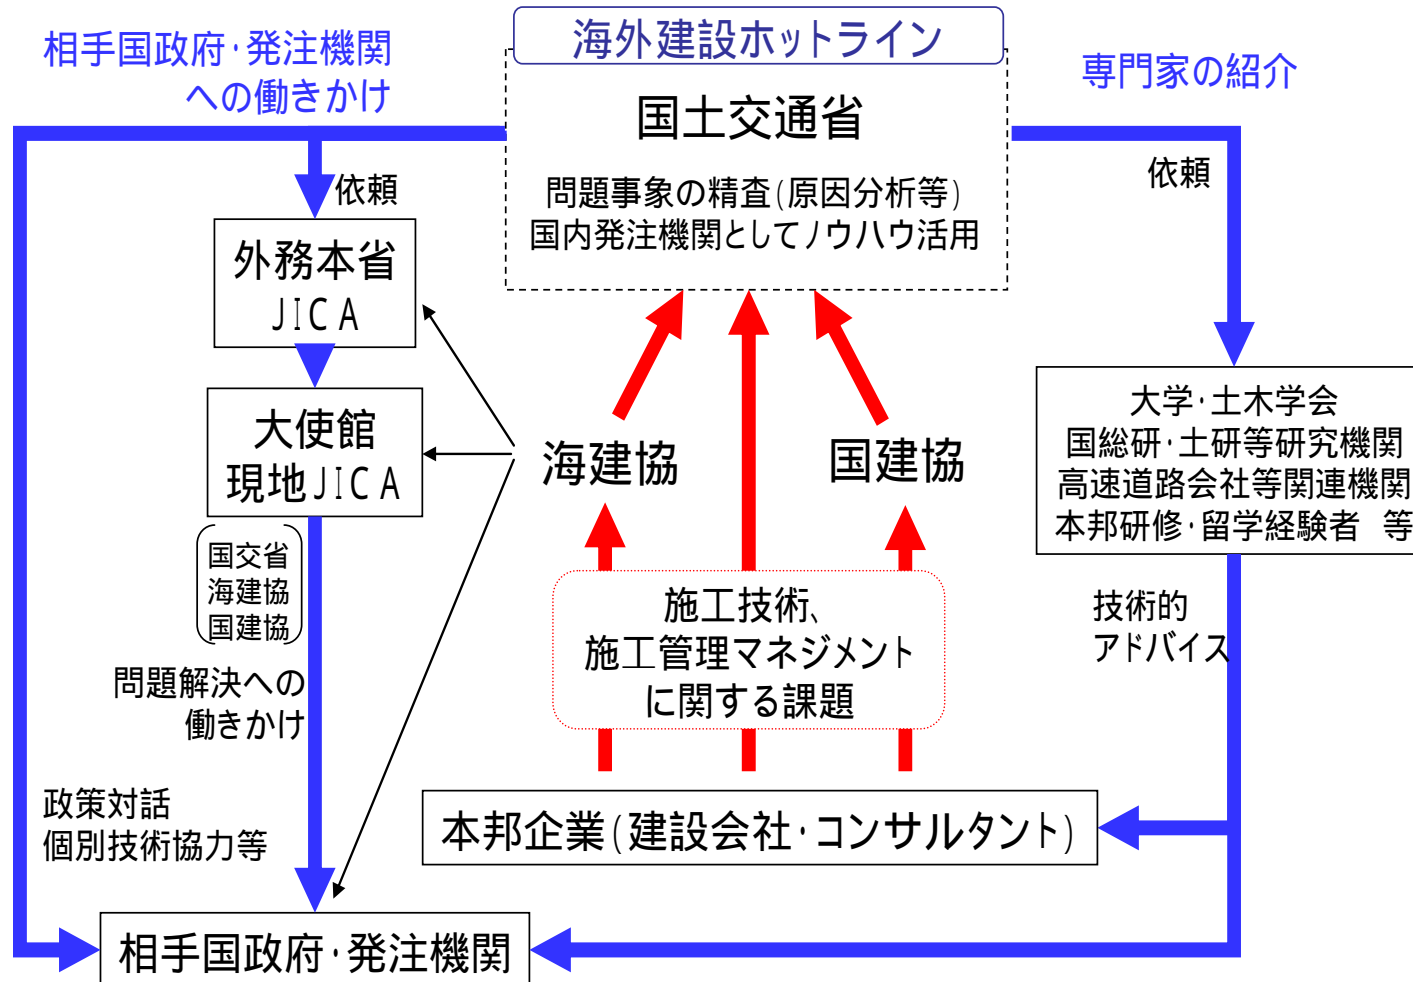 海外建設ホットライン
相手国政府・発注機関
への働きかけ
専門家の紹介
国土交通省
問題事象の精査(原因分析等)
国内発注機関としてノウハウ活用
依頼
依頼
外務本省
JICA
大使館
現地JICA
国交省
海建協
国建協
海建協
国建協
大学・土木学会
国総研・土研等研究機関
高速道路会社等関連機関
本邦研修・留学経験者 等
施工技術、
施工管理マネジメント
に関する課題
技術的
アドバイス
問題解決への
働きかけ
政策対話
個別技術協力等
本邦企業(建設会社・コンサルタント)
相手国政府・発注機関